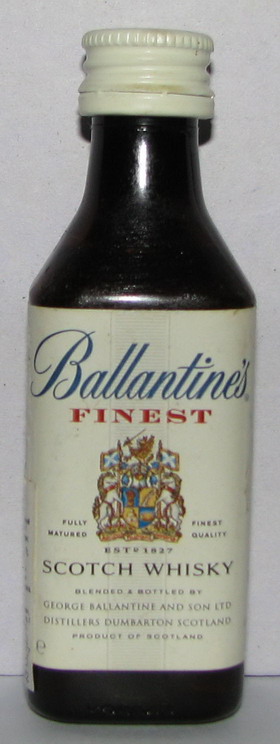 Ballantine's
FINEST
FULLY MATURED
FINEST QUALITY
ESTD 1827
SCOTCH WHISKY
BLENDED & BOTTLED BY
GEORGE BALLANTINE AND SON LTD
DISTILLERS DUMBARTON SCOTLAND
PRODUCT OF SCOTLAND
e